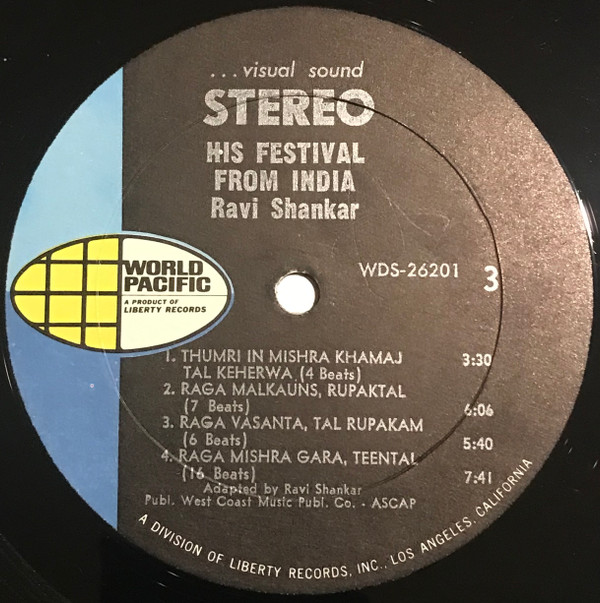 ...visual sound
STEREO
HIS FESTIVAL
FROM INDIA
Ravi Shankar
WORLD
PACIFIC
A PRODUCT OF
LIBERTY RECORDS
WDS-26201 3
1. THUMRI IN MISHRA KHAMAJ 3:30
TAL KEHERWA (4 Beats)
2. RAGA MALKAUNS, RUPAKTAL 6:06
(7 Beats)
3. RAGA VASANTA, TAL RUPAKAM
(6 Beats) 5:40
4. RAGA MISHRA GARA, TEENTAL
(16 Beats) 7:41
Adapted by Ravi Shankar
Publ. West Coast Music Publ. Co. - ASCAP
A DIVISION OF LIBERTY RECORDS, INC., LOS ANGELES, CALIFORNIA